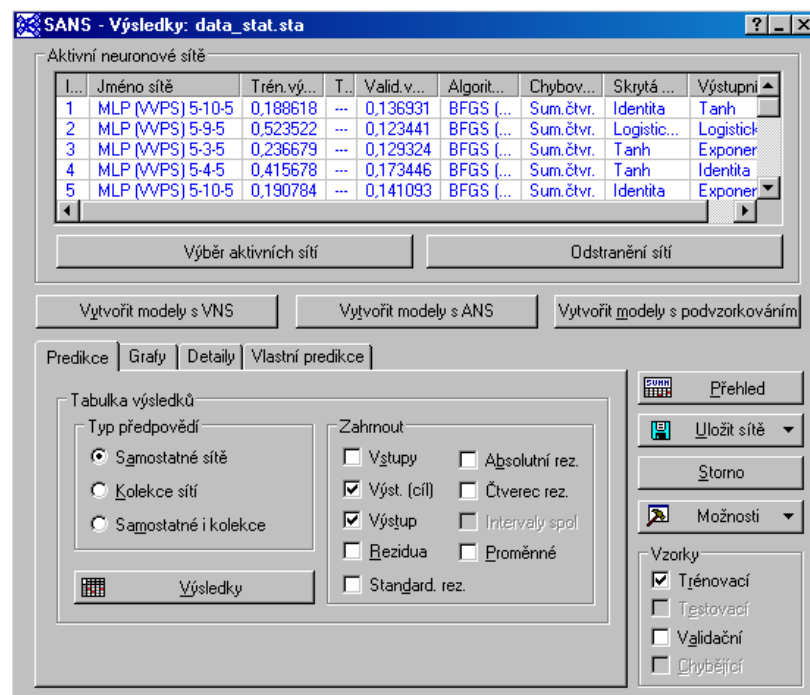 SANS - Výsledky: data_stat.sta
Aktivní neuronové sítě
I... Jméno sítě Trén.vý... T.. Valid.v... Algorit... Chybov... Skrytá ... Výstupní
1 MLP (VVPS) 5-10-5 0,188618 --- 0,136931 BFGS (... Sum.čtvr. Identita Tanh
2 MLP (VVPS) 5-9-5 0,523522 --- 0,123441 BFGS (... Sum.čtvr. Logistic... Logistick
3 MLP (VVPS) 5-3-5 0,236679 --- 0,129324 BFGS (... Sum.čtvr. Tanh Exponer
4 MLP (VVPS) 5-4-5 0,415678 --- 0,173446 BFGS (... Sum.čtvr. Tanh Identita
5 MLP (VVPS) 5-10-5 0,190784 --- 0,141093 BFGS (... Sum.čtvr. Identita Exponer
Výběr aktivních sítí Odstranění sítí
Vytvořit modely s VNS Vytvořit modely s ANS Vytvořit modely s podvzorkováním
Predikce Grafy Detaily Vlastní predikce
Tabulka výsledků
Typ předpovědí
Samostatné sítě
Kolekce sítí
Samostatné i kolekce
Výsledky
Zahrnout
Vstupy Absolutní rez.
Výst. (cíl) Čtverec rez.
Výstup Intervaly spol
Rezidua Proměnné
Standard. rez.
Přehled
Uložit sítě
Storno
Možnosti
Vzorky
Trénovací
Testovací
Validační
Chybějící